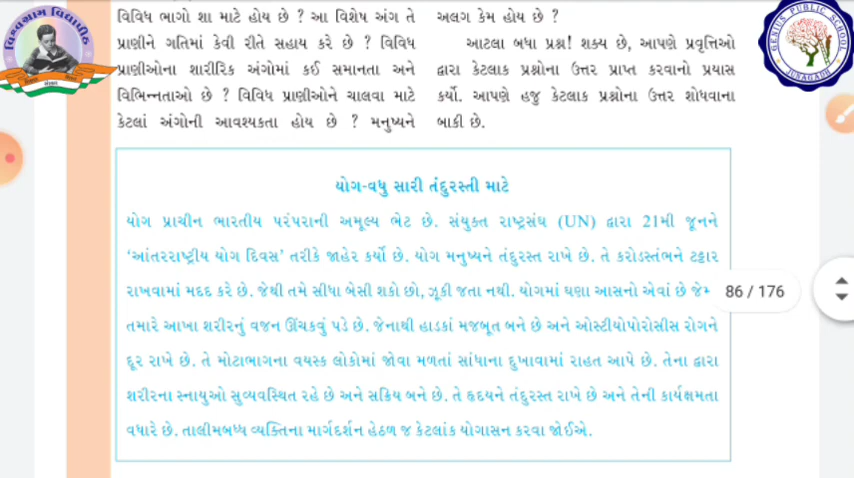 વિશ્વગ્રામ વિદ્યાપીઠ
GENIUS PUBLIC SCHOOL
JUNAGADH
વિવિધ ભાગો શા માટે હોય છે ? આ વિશેષ અંગ તે
પ્રાણીને ગતિમાં કેવી રીતે સહાય કરે છે ? વિવિધ
પ્રાણીઓના શારીરિક અંગોમાં કઈ સમાનતા અને
વિભિન્નતાઓ છે ? વિવિધ પ્રાણીઓને ચાલવા માટે
કેટલાં અંગોની આવશ્યકતા હોય છે ? મનુષ્યને
અલગ કેમ હોય છે ?
આટલા બધા પ્રશ્ન! શક્ય છે, આપણે પ્રવૃત્તિઓ
દ્વારા કેટલાક પ્રશ્નોના ઉત્તર પ્રાપ્ત કરવાનો પ્રયાસ
કર્યો. આપણે હજુ કેટલાક પ્રશ્નોના ઉત્તર શોધવાના
બાકી છે.
યોગ-વધુ સારી તંદુરસ્તી માટે
યોગ પ્રાચીન ભારતીય પરંપરાની અમૂલ્ય ભેટ છે. સંયુક્ત રાષ્ટ્રસંઘ (UN) દ્વારા 21મી જૂનને
‘આંતરરાષ્ટ્રીય યોગ દિવસ’ તરીકે જાહેર કર્યો છે. યોગ મનુષ્યને તંદુરસ્ત રાખે છે. તે કરોડસ્તંભને ટટ્ટાર
રાખવામાં મદદ કરે છે. જેથી તમે સીધા બેસી શકો છો, ઝૂકી જતા નથી. યોગમાં ઘણા આસનો એવાં છે
તમારે આખા શરીરનું વજન ઊંચકવું પડે છે. જેનાથી હાડકાં મજબૂત બને છે અને ઓસ્ટીયોપોરોસીસ રોગને
દૂર રાખે છે. તે મોટાભાગના વયસ્ક લોકોમાં જોવા મળતાં સાંધાના દુખાવામાં રાહત આપે છે. તેના દ્વારા
શરીરના સ્નાયુઓ સુવ્યવસ્થિત રહે છે અને સક્રિય બને છે. તે હૃદયને તંદુરસ્ત રાખે છે અને તેની કાર્યક્ષમતા
વધારે છે. તાલીમબધ્ધ વ્યક્તિના માર્ગદર્શન હેઠળ જ કેટલાંક યોગાસન કરવા જોઈએ.
86 / 176